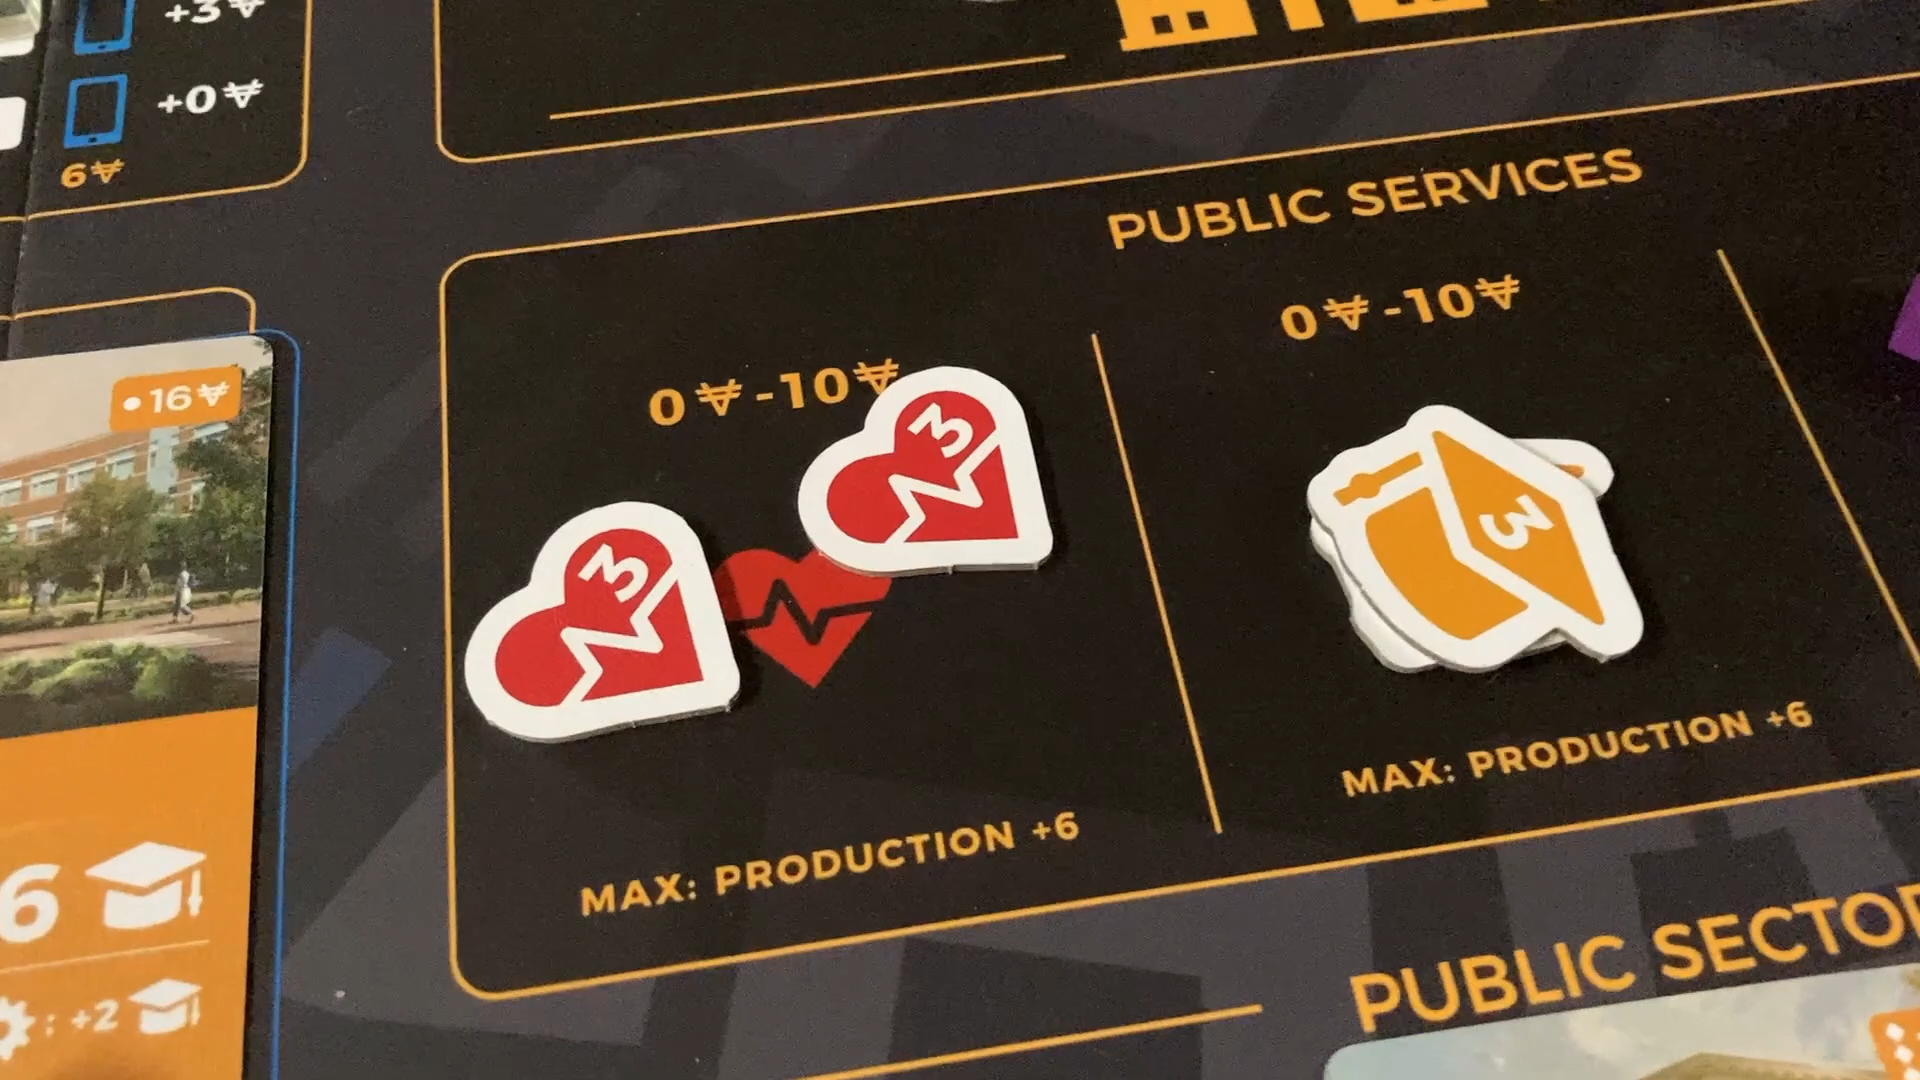 +3₩
+0₩
6₩
PUBLIC SERVICES
0₩-10₩
0₩-10₩
3
3
3
MAX: PRODUCTION +6
MAX: PRODUCTION +6
16₩
6
: +2
PUBLIC SECTOR